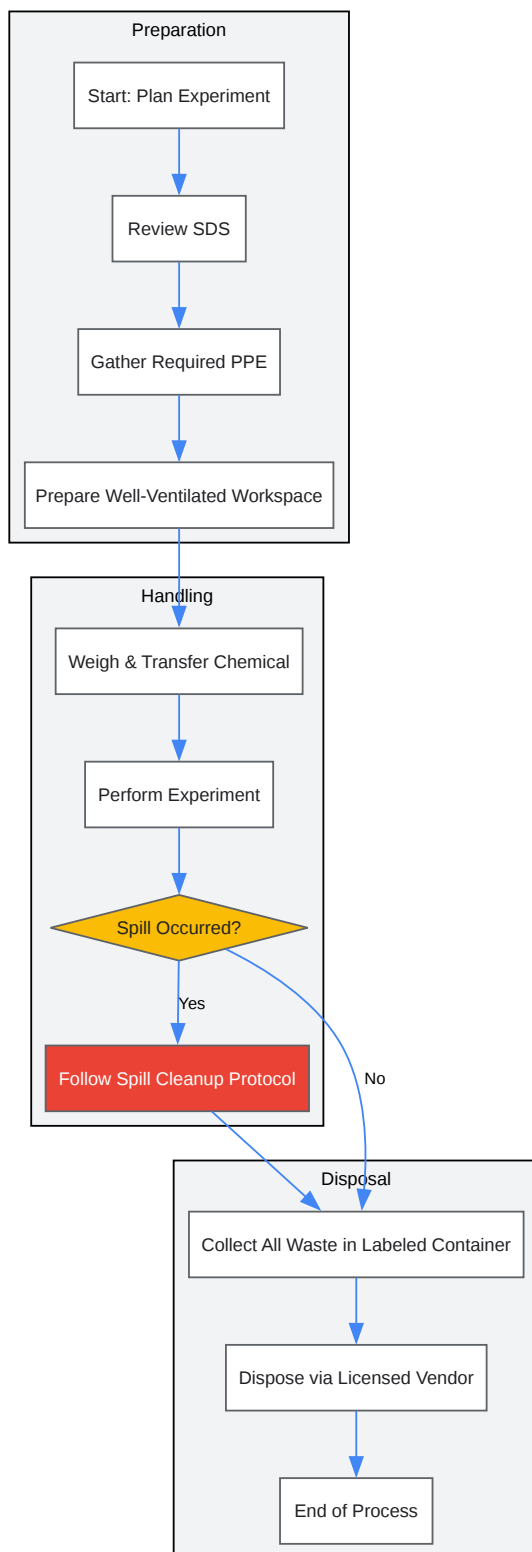 Preparation
Start: Plan Experiment
Review SDS
Gather Required PPE
Prepare Well-Ventilated Workspace
Handling
Weigh & Transfer Chemical
Perform Experiment
Spill Occurred?
Yes
Follow Spill Cleanup Protocol
No
Disposal
Collect All Waste in Labeled Container
Dispose via Licensed Vendor
End of Process